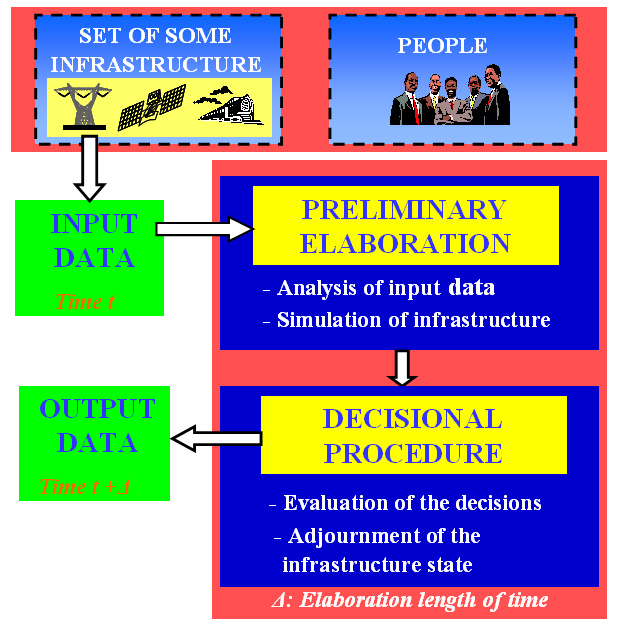 SET OF SOME
INFRASTRUCTURE
PEOPLE
INPUT
DATA
Time t
PRELIMINARY
ELABORATION
- Analysis of input data
- Simulation of infrastructure
OUTPUT
DATA
Time t + Δ
DECISIONAL
PROCEDURE
- Evaluation of the decisions
- Adjournment of the
infrastructure state
Δ: Elaboration length of time